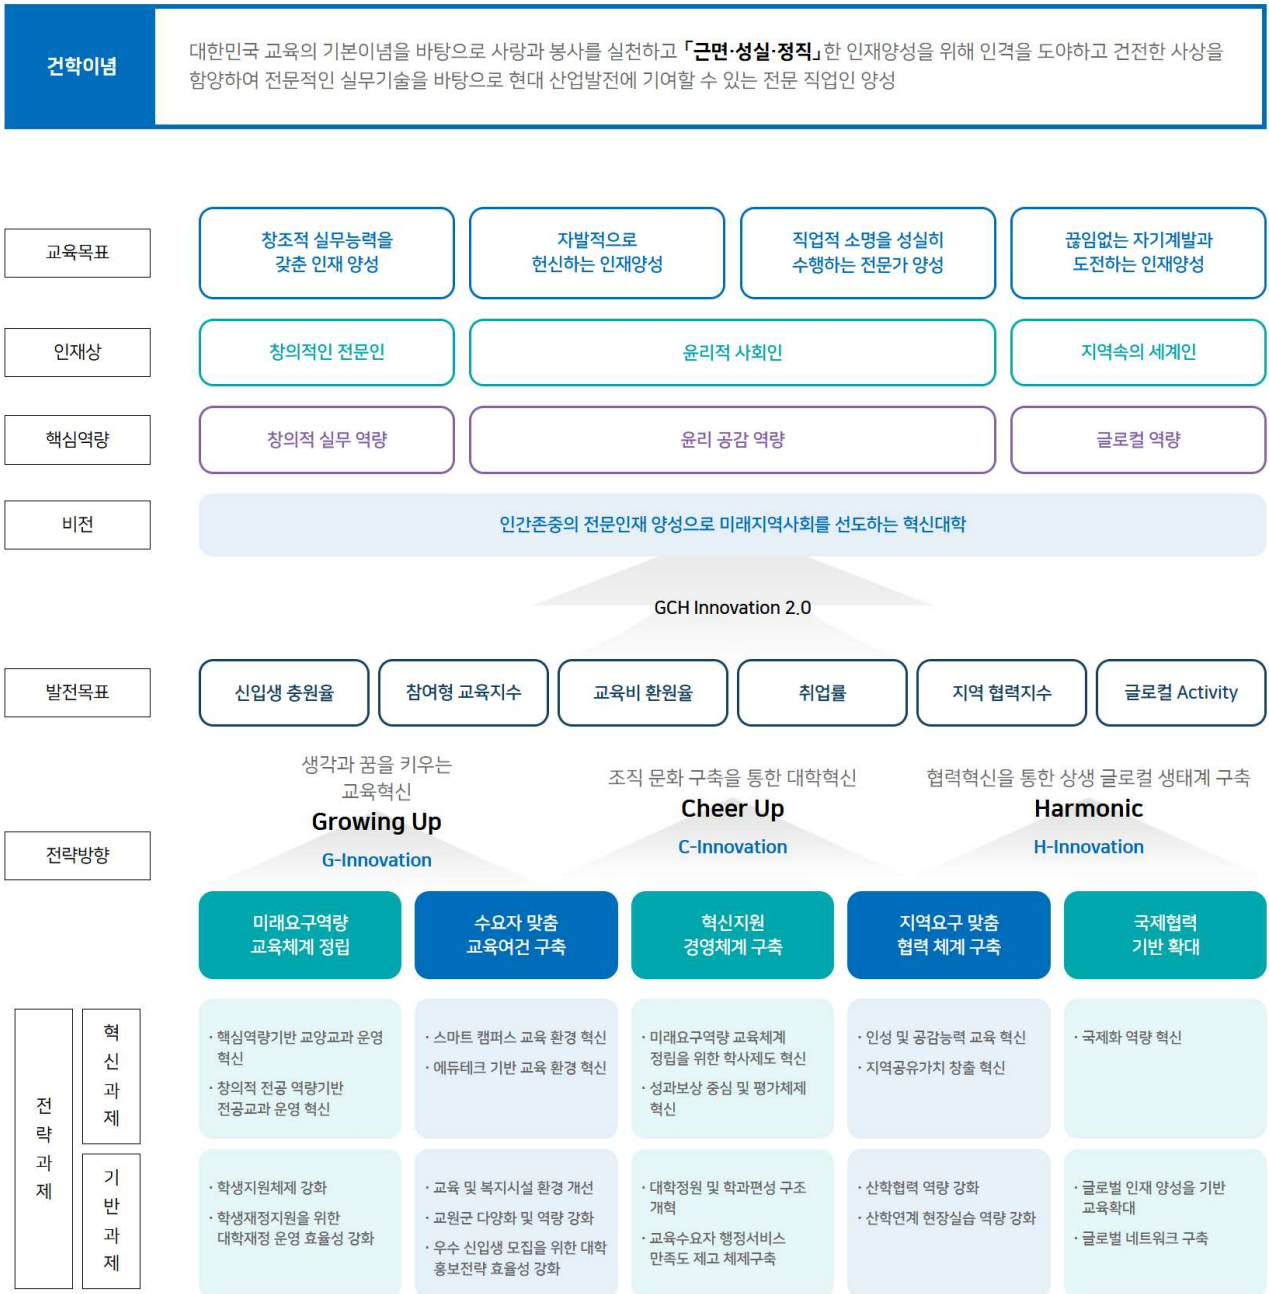 건학이념
대한민국 교육의 기본이념을 바탕으로 사랑과 봉사를 실천하고 「근면·성실·정직」한 인재양성을 위해 인격을 도야하고 건전한 사상을
함양하여 전문적인 실무기술을 바탕으로 현대 산업발전에 기여할 수 있는 전문 직업인 양성
교육목표
창조적 실무능력을
갖춘 인재 양성
자발적으로
헌신하는 인재양성
직업적 소명을 성실히
수행하는 전문가 양성
끊임없는 자기계발과
도전하는 인재양성
인재상
창의적인 전문인
윤리적 사회인
지역속의 세계인
핵심역량
창의적 실무 역량
윤리 공감 역량
글로컬 역량
비전
인간존중의 전문인재 양성으로 미래지역사회를 선도하는 혁신대학
GCH Innovation 2.0
발전목표
신입생 충원율
참여형 교육지수
교육비 환원율
취업률
지역 협력지수
글로컬 Activity
전략방향
생각과 꿈을 키우는
교육혁신
Growing Up
G-Innovation
조직 문화 구축을 통한 대학혁신
Cheer Up
C-Innovation
협력혁신을 통한 상생 글로컬 생태계 구축
Harmonic
H-Innovation
미래요구역량
교육체계 정립
수요자 맞춤
교육여건 구축
혁신지원
경영체계 구축
지역요구 맞춤
협력 체계 구축
국제협력
기반 확대
전략과제
혁신과제
· 핵심역량기반 교양교과 운영
혁신
· 창의적 전공 역량기반
전공교과 운영 혁신
· 스마트 캠퍼스 교육 환경 혁신
· 에듀테크 기반 교육 환경 혁신
· 미래요구역량 교육체계
정립을 위한 학사제도 혁신
· 성과보상 중심 및 평가체제
혁신
· 인성 및 공감능력 교육 혁신
· 지역공유가치 창출 혁신
· 국제화 역량 혁신
기반과제
· 학생지원체제 강화
· 학생재정지원을 위한
대학재정 운영 효율성 강화
· 교육 및 복지시설 환경 개선
· 교원군 다양화 및 역량 강화
· 우수 신입생 모집을 위한 대학
홍보전략 효율성 강화
· 대학정원 및 학과편성 구조
개혁
· 교육수요자 행정서비스
만족도 제고 체제구축
· 산학협력 역량 강화
· 산학연계 현장실습 역량 강화
· 글로벌 인재 양성을 기반
교육확대
· 글로벌 네트워크 구축